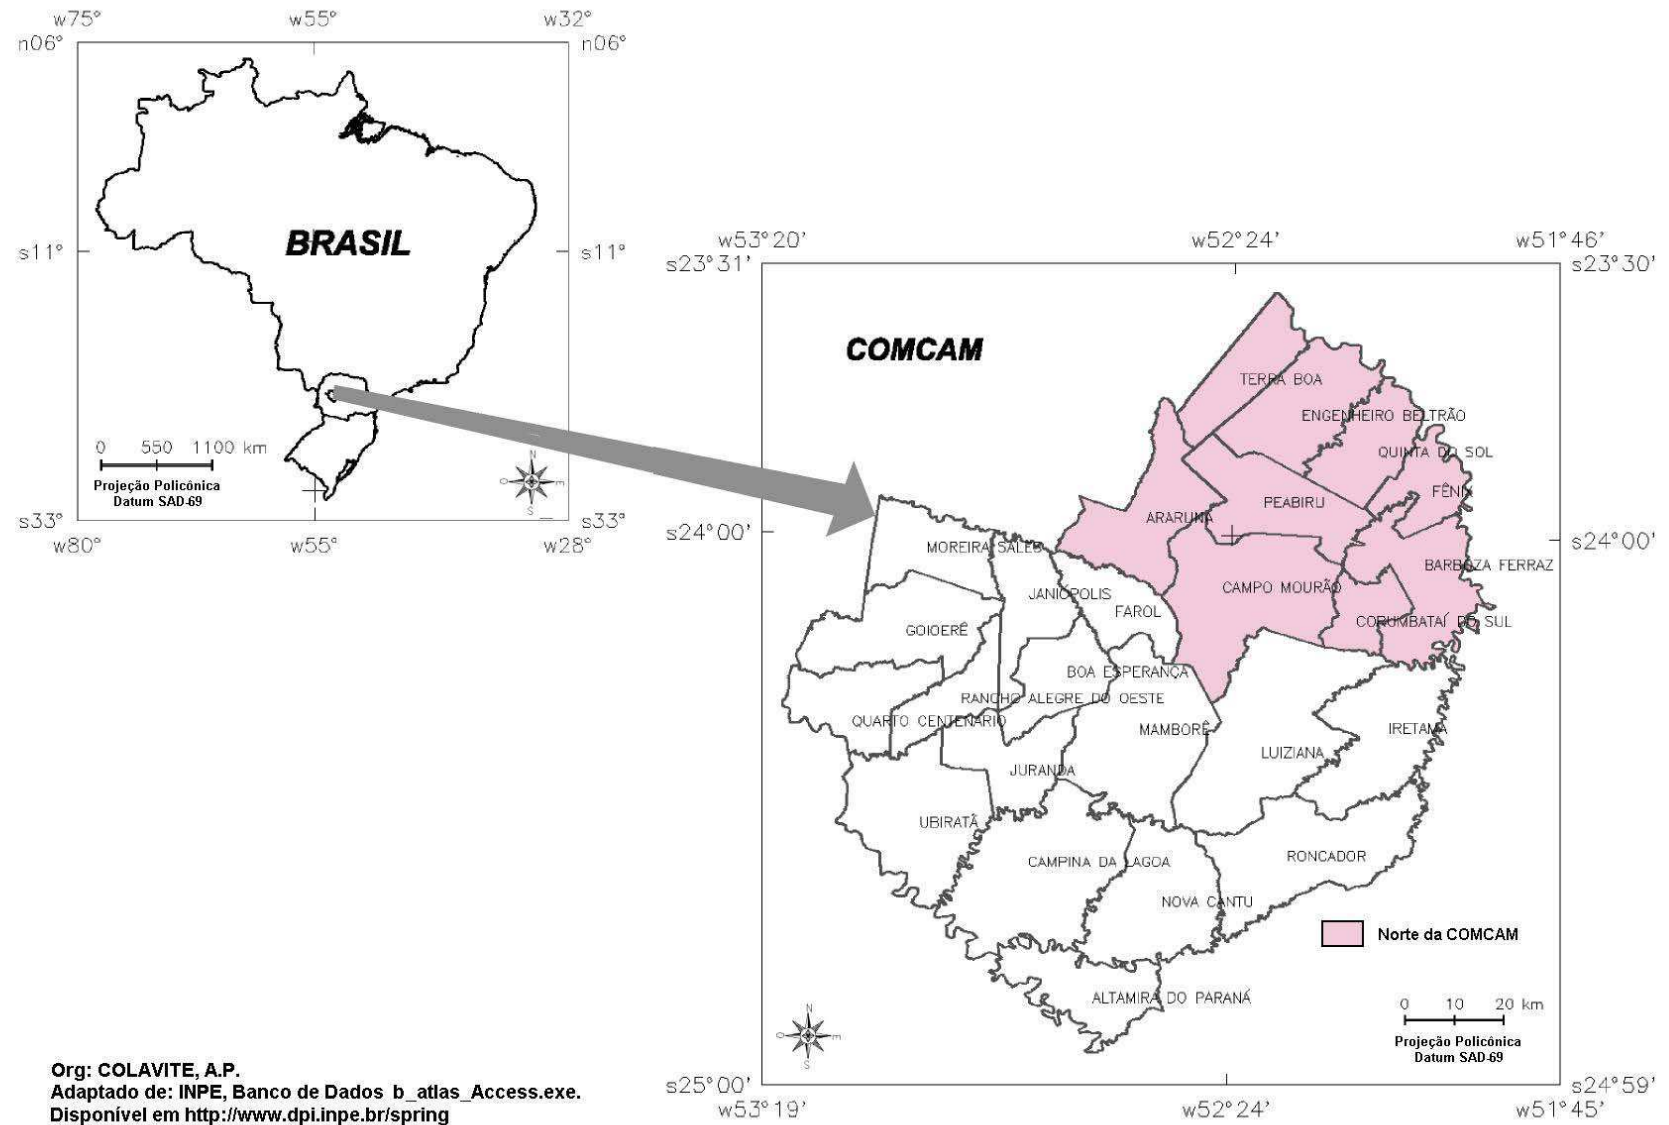 w75° w55° w32°
n06° n06°
BRASIL
s11° s11°
0 550 1100 km
Projeção Policónica
Datum SAD-69
N
O E
S
s33° s33°
w80° w55° w28°
w53°20' w52°24' w51°46'
s23°31' s23°30'
COMCAM
TERRA BOA
ENGENHEIRO BELTRÃO
QUINTA DO SOL
FÊNIX
PEABIRU
ARARUNA
s24°00' s24°00'
MOREIRA SALES
BARBOZA FERRAZ
CAMPO MOURÃO
JANIÓPOLIS
FAROL
CORUMBATAÍ DO SUL
GOIOERÊ
BOA ESPERANÇA
RANCHO ALEGRE DO OESTE
QUARTO CENTENÁRIO
MAMBORÊ
IRETAMA
LUIZIANA
JURANDA
UBIRATÃ
RONCADOR
CAMPINA DA LAGOA
NOVA CANTU
Norte da COMCAM
ALTAMIRA DO PARANÁ
0 10 20 km
Projeção Policónica
Datum SAD-69
N
O E
S
s25°00' s24°59'
w53°19' w52°24' w51°45'
Org: COLAVITE, A.P.
Adaptado de: INPE, Banco de Dados b_atlas_Access.exe.
Disponível em http://www.dpi.inpe.br/spring